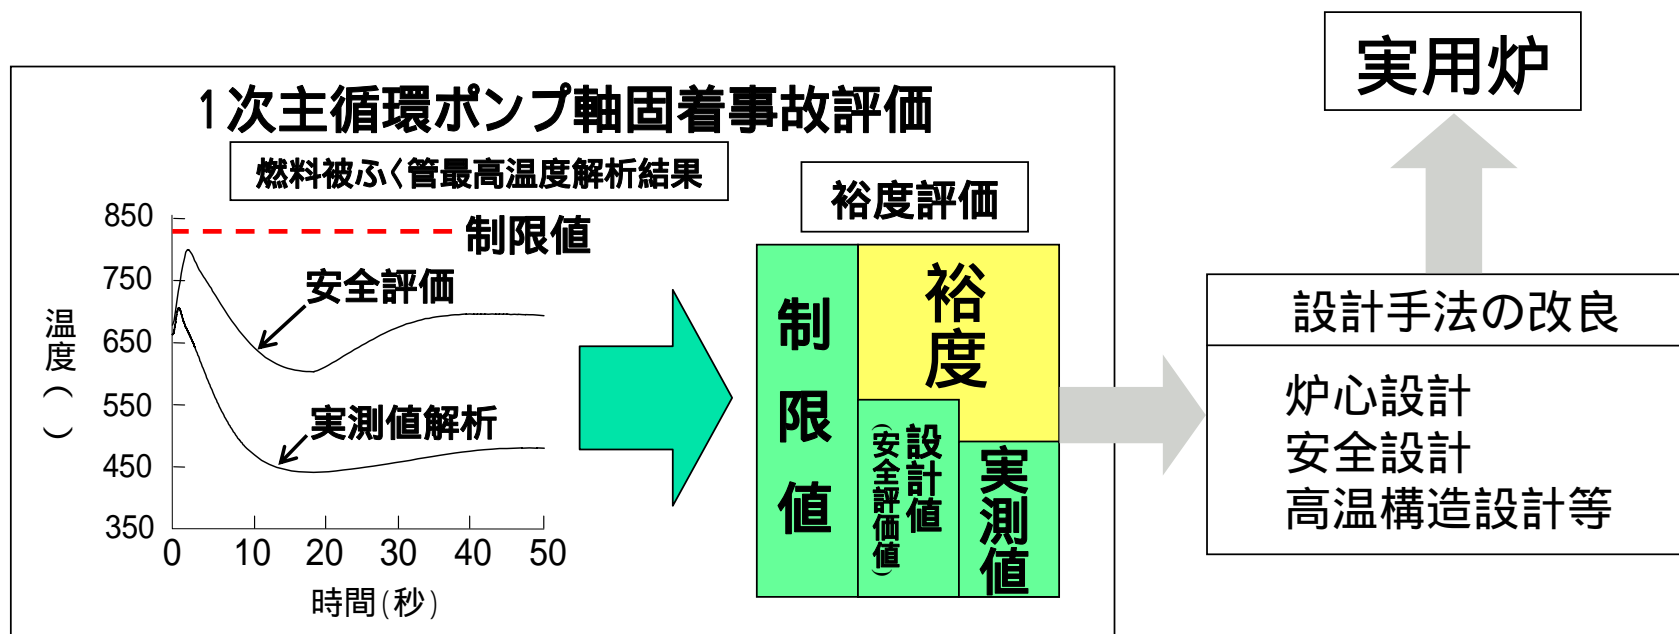 1次主循環ポンプ軸固着事故評価
燃料被ふく管最高温度解析結果
制限値
安全評価
実測値解析
850
750
650
550
450
350
0 10 20 30 40 50
温度( )
時間(秒)
裕度評価
制限値
裕度
設計値
(安全評価値)
実測値
実用炉
設計手法の改良
炉心設計
安全設計
高温構造設計等